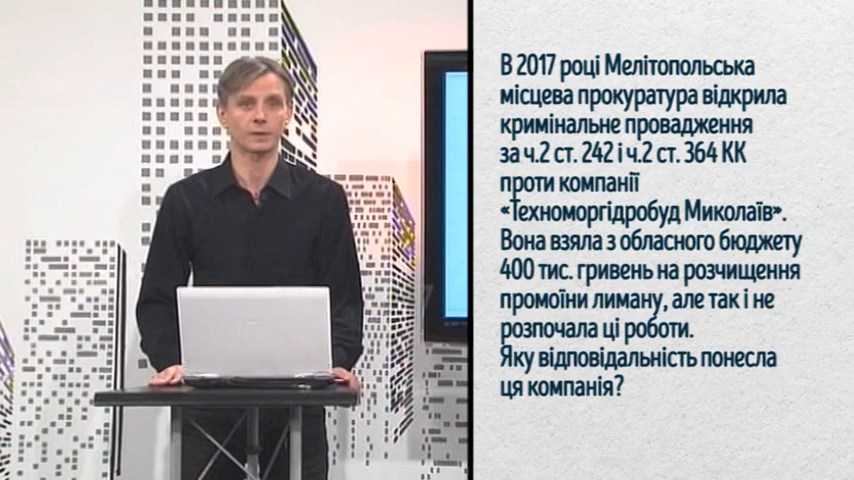 В 2017 році Мелітопольська
місцева прокуратура відкрила
кримінальне провадження
за ч.2 ст. 242 і ч.2 ст. 364 КК
проти компанії
«Техноморгідробуд Миколаїв».
Вона взяла з обласного бюджету
400 тис. гривень на розчищення
промоїни лиману, але так і не
розпочала ці роботи.
Яку відповідальність понесла
ця компанія?